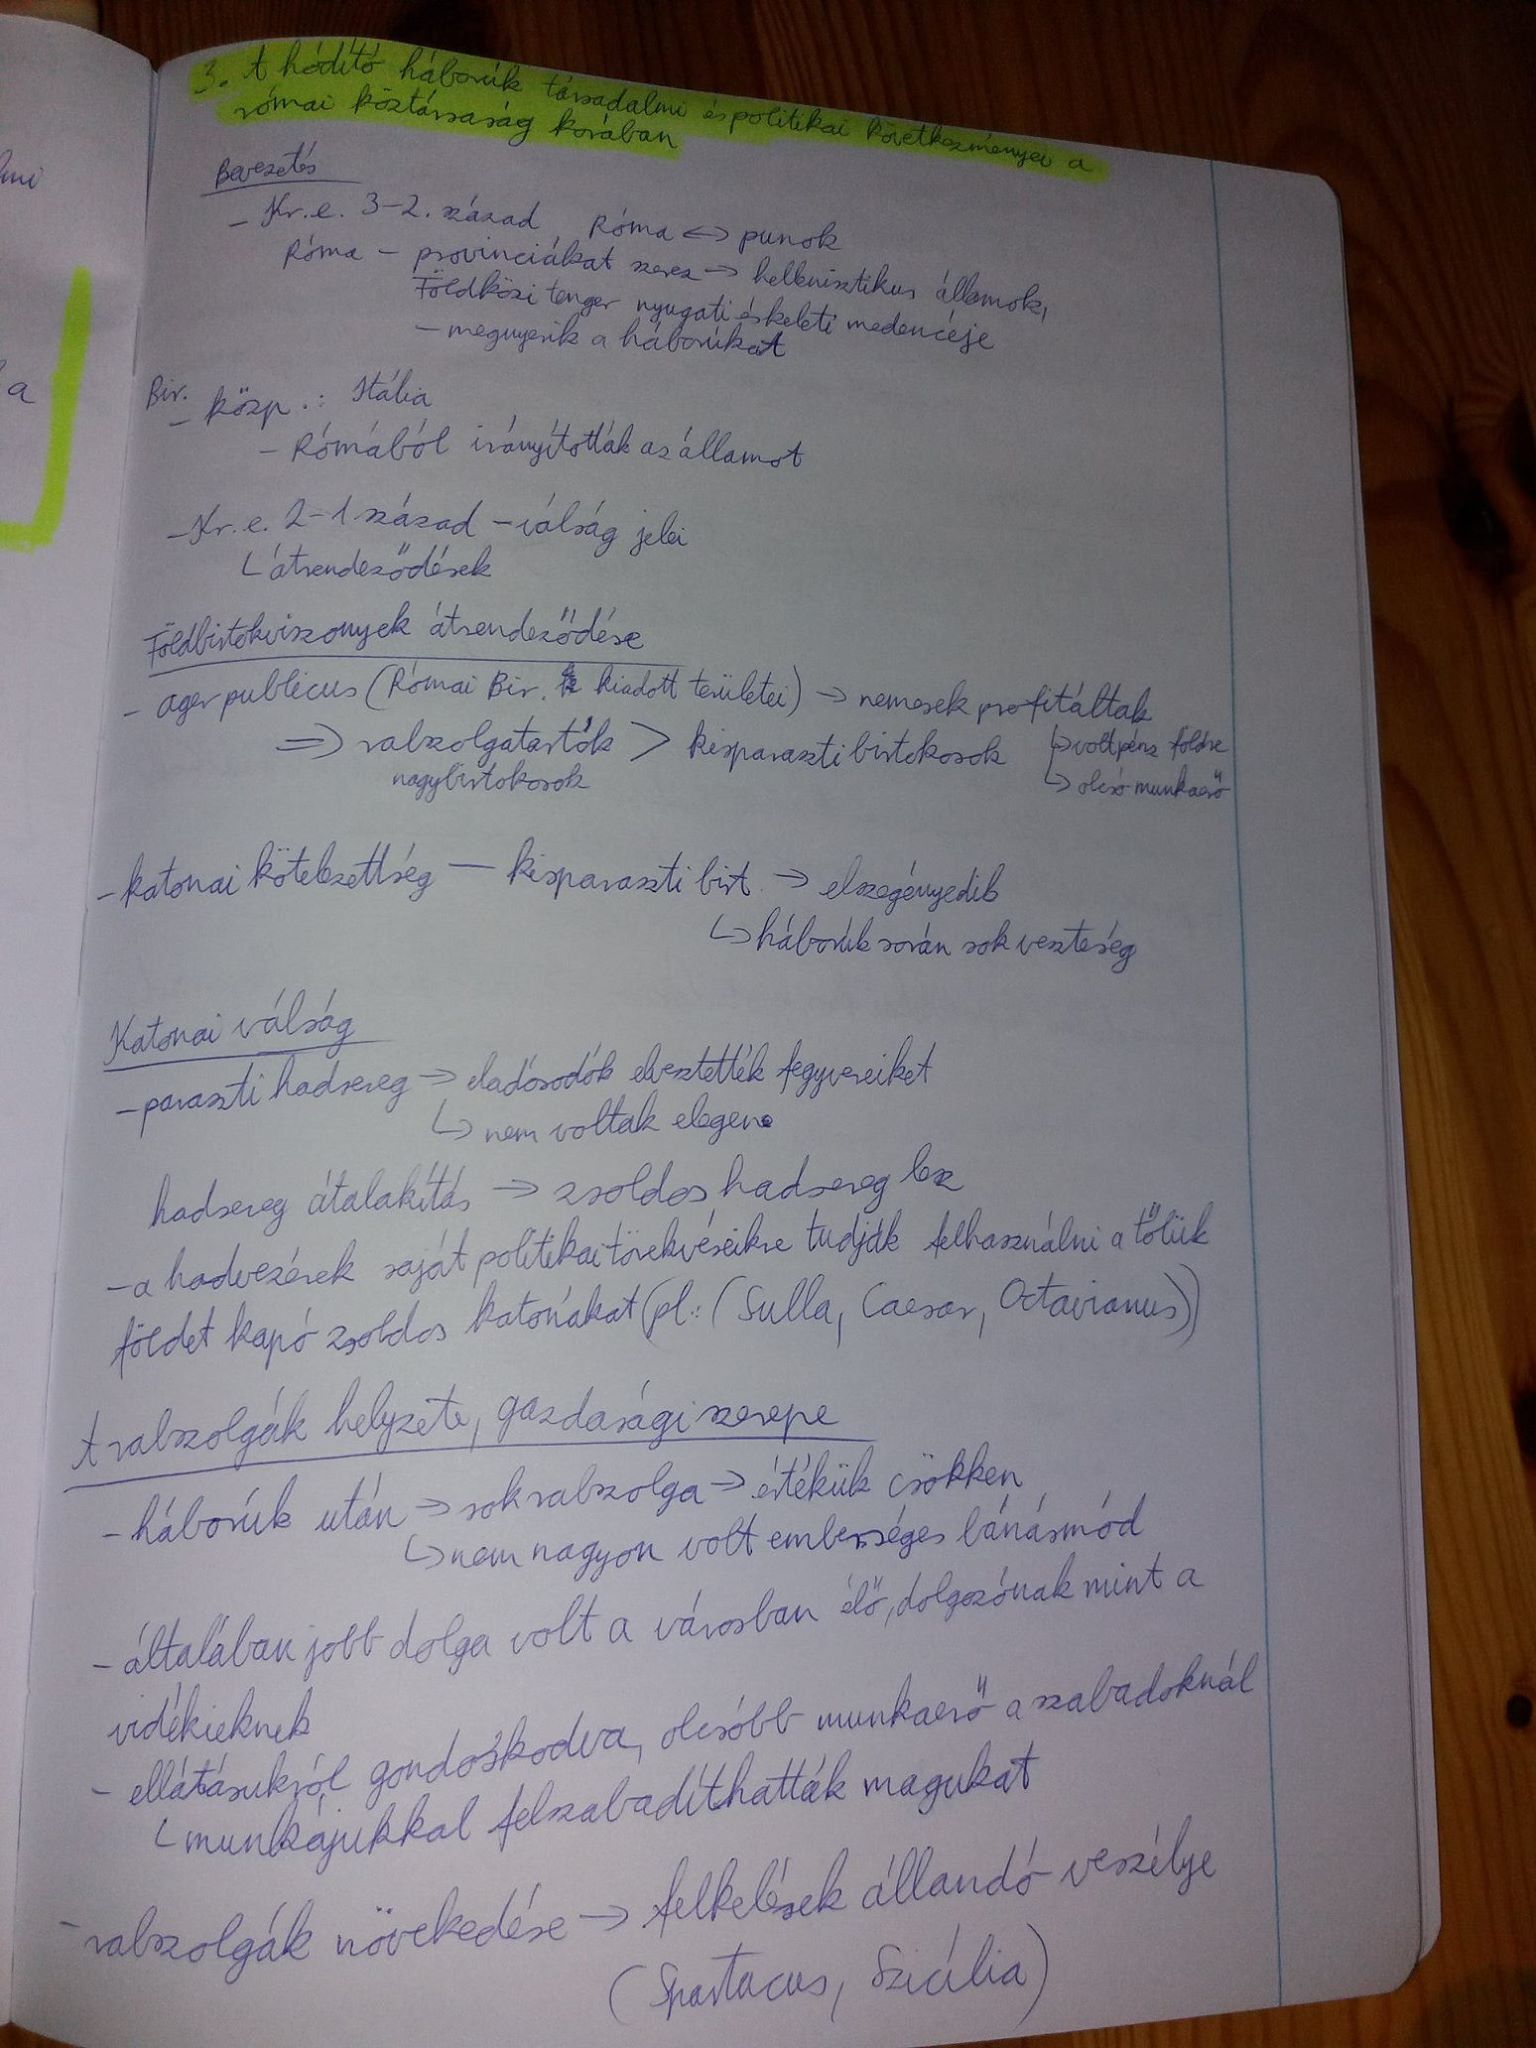 lmi
a
3. A hódító háborúk társadalmi és politikai következményei a
római köztársaság korában
Bevezetés
- Kr.e. 3-2. század Róma <-> punok
Róma - provinciákat szerez -> hellenisztikus államok,
Földközi tenger nyugati és keleti medencéje
- megnyerik a háborúkat
Bir.
- közp.: Itália
- Rómából irányították az államot
- Kr.e. 2-1 század - válság jelei
└ átrendeződések
Földbirtokviszonyok átrendeződése
- ager publicus (Római Bir. kiadott területei) -> nemesek profitáltak
=> rabszolgatartók > kisparaszti birtokosok ↳ volt pénz földre
nagybirtokosok ↳ olcsó munkaerő
- katonai kötelezettség — kisparaszti birt. -> elszegényedik
↳ háborúk során sok veszteség
Katonai válság
- paraszti hadsereg -> eladósodók elvesztették fegyvereiket
↳ nem voltak elegen
hadsereg átalakítás -> zsoldos hadsereg lesz
- a hadvezérek saját politikai törekvéseikre tudják felhasználni a tőlük
földet kapó zsoldos katonákat (pl.: (Sulla, Caesar, Octavianus))
A rabszolgák helyzete, gazdasági szerepe
- háborúk után -> sok rabszolga -> értékük csökken
↳ nem nagyon volt emberséges bánásmód
- általában jobb dolga volt a városban élő, dolgozónak mint a
vidékieknek
- ellátásukról gondoskodva, olcsóbb munkaerő a szabadoknál
└ munkájukkal felszabadíthatták magukat
- rabszolgák növekedése -> felkelések állandó veszélye
(Spartacus, Szicília)